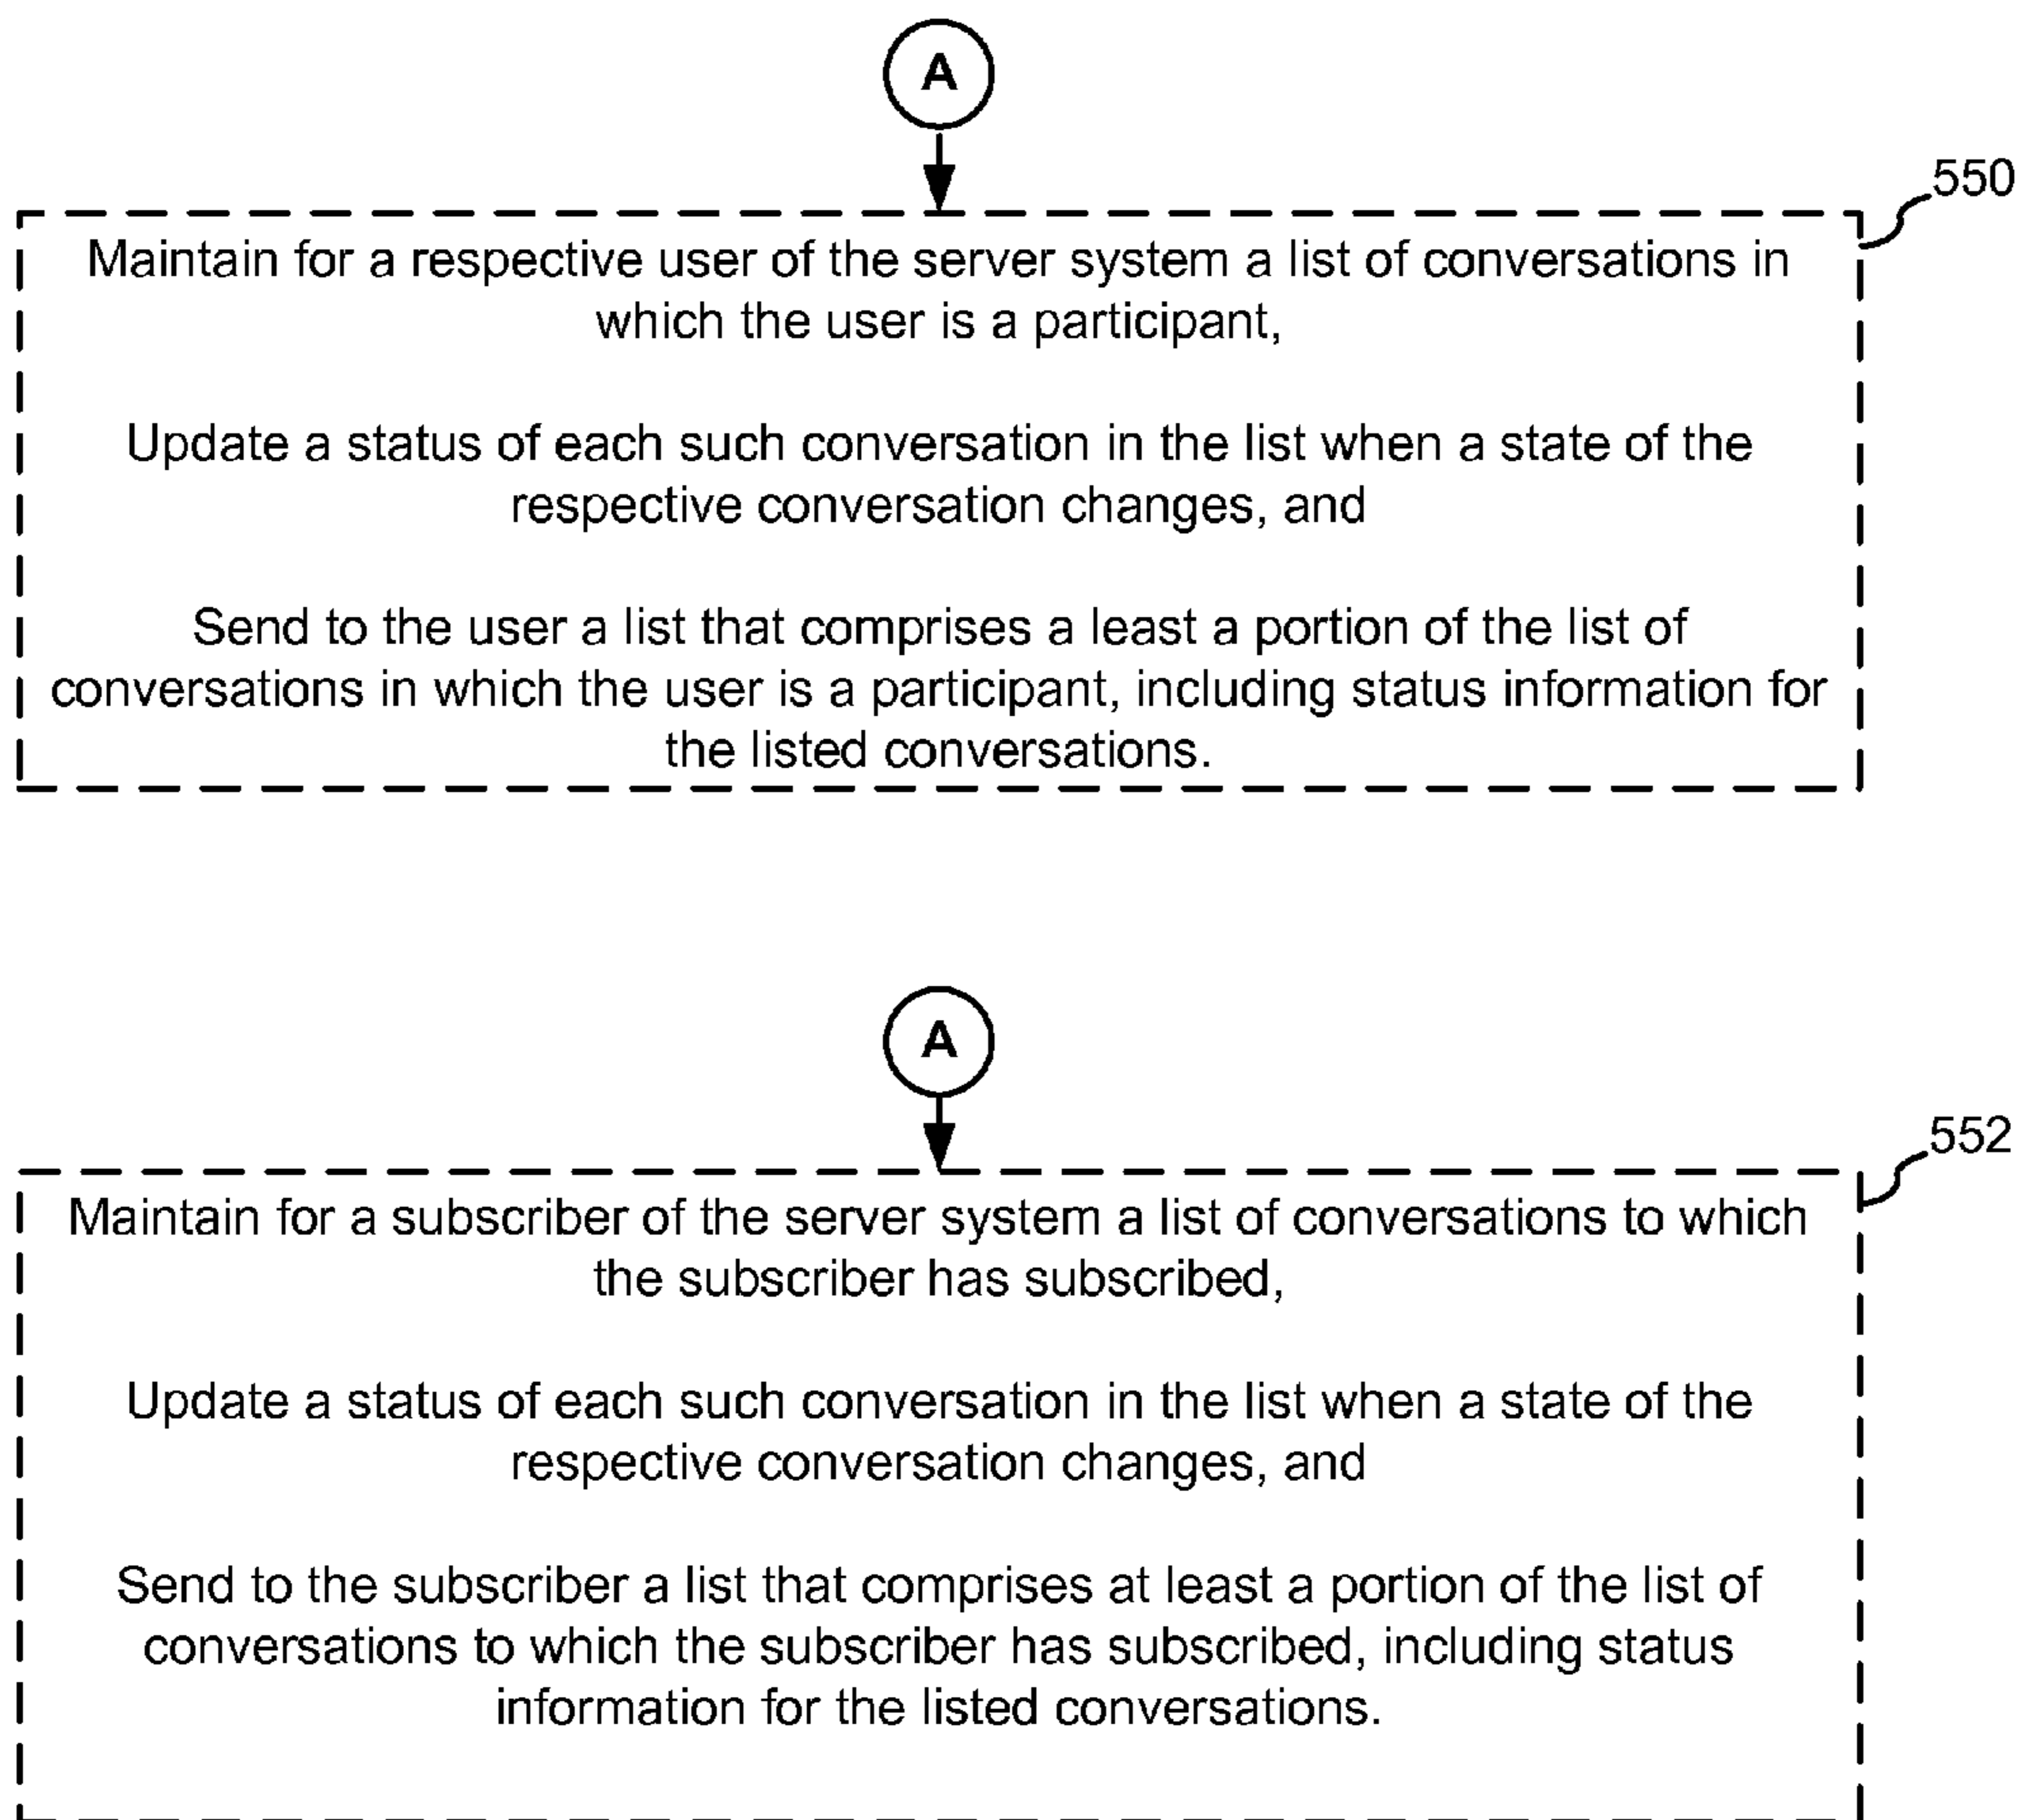 A
550
Maintain for a respective user of the server system a list of conversations in
which the user is a participant,
Update a status of each such conversation in the list when a state of the
respective conversation changes, and
Send to the user a list that comprises a least a portion of the list of
conversations in which the user is a participant, including status information for
the listed conversations.
A
552
Maintain for a subscriber of the server system a list of conversations to which
the subscriber has subscribed,
Update a status of each such conversation in the list when a state of the
respective conversation changes, and
Send to the subscriber a list that comprises at least a portion of the list of
conversations to which the subscriber has subscribed, including status
information for the listed conversations.